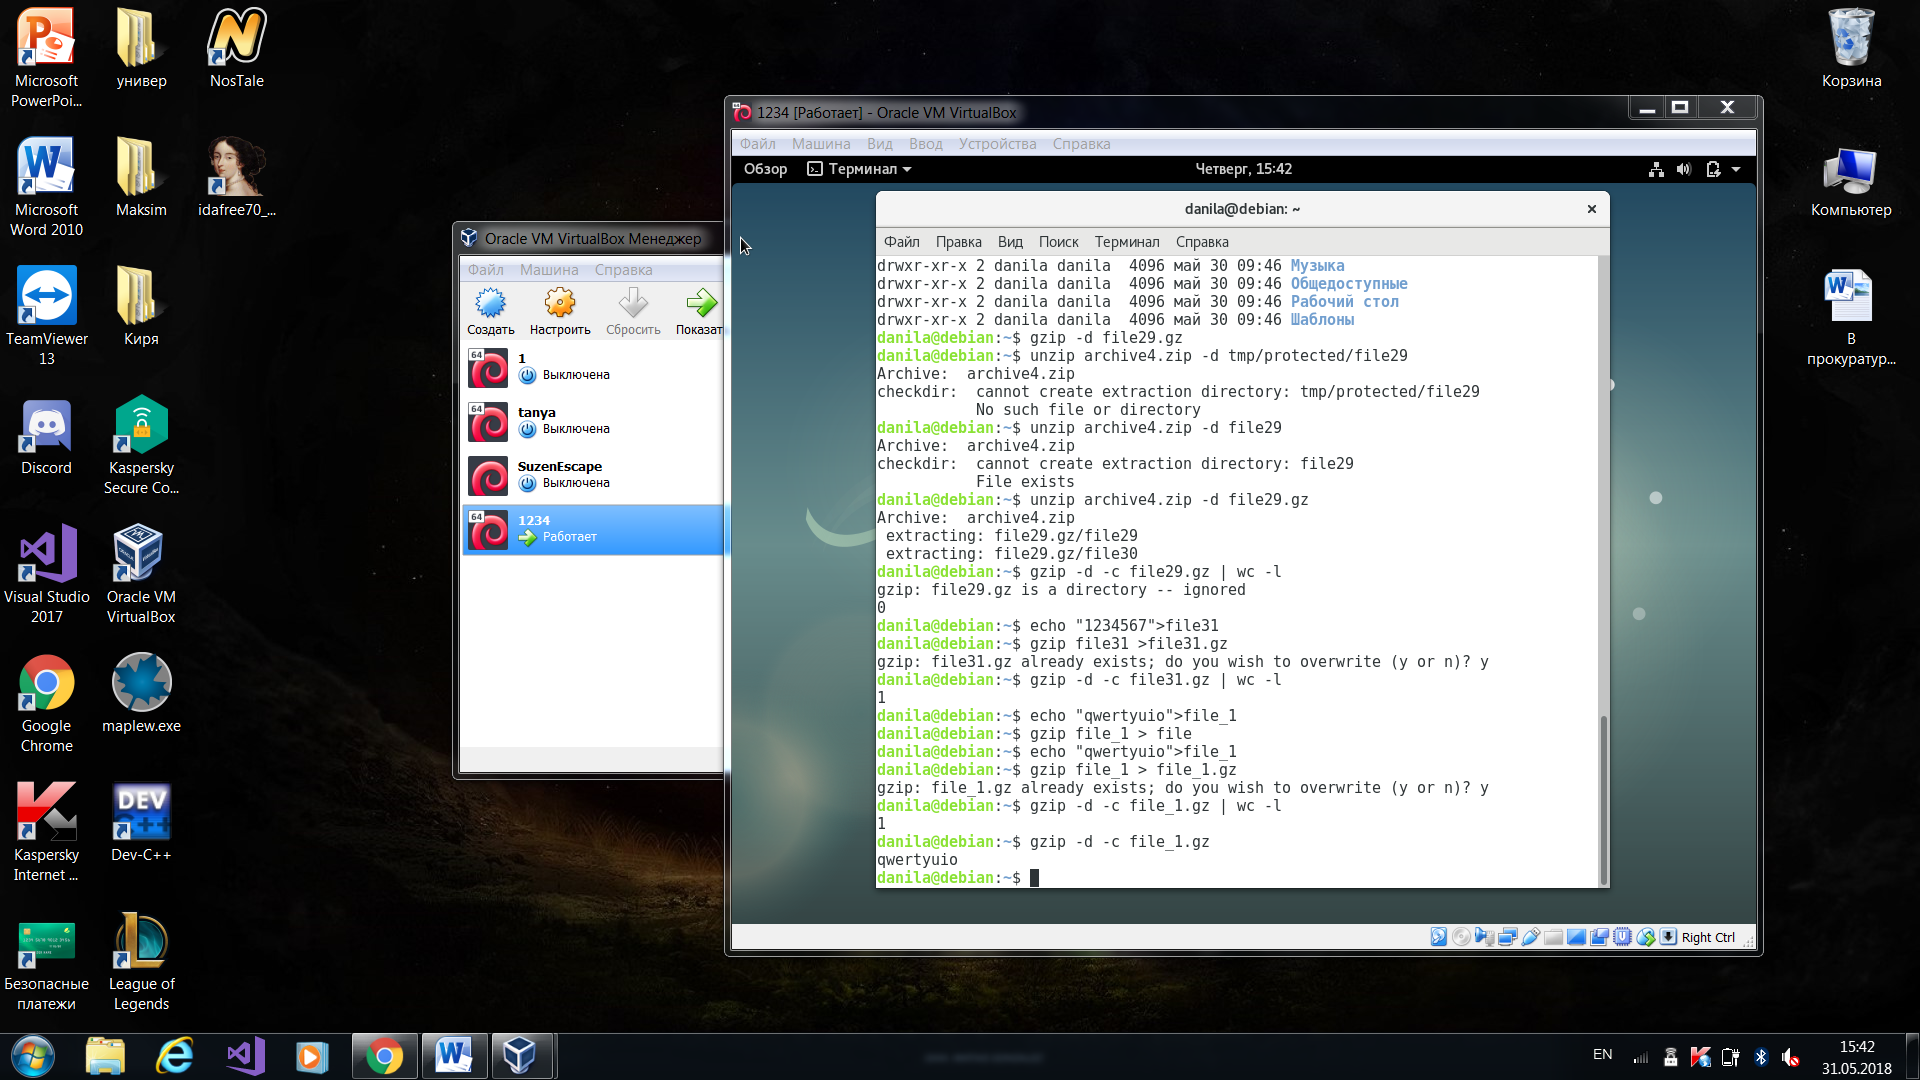 Microsoft PowerPoi...
универ
NosTale
Microsoft Word 2010
Maksim
idafree70_...
TeamViewer 13
Киря
Discord
Kaspersky Secure Co...
Visual Studio 2017
Oracle VM VirtualBox
Google Chrome
maplew.exe
Kaspersky Internet ...
DEV C++
Dev-C++
Безопасные платежи
League of Legends
Корзина
Компьютер
В прокуратур...
Oracle VM VirtualBox Менеджер
Файл Машина Справка
Создать Настроить Сбросить Показат
64 1
Выключена
64 tanya
Выключена
SuzenEscape
Выключена
64 1234
Работает
1234 [Работает] - Oracle VM VirtualBox
Файл Машина Вид Ввод Устройства Справка
Обзор Терминал Четверг, 15:42
danila@debian: ~
Файл Правка Вид Поиск Терминал Справка
drwxr-xr-x 2 danila danila  4096 май 30 09:46 Музыка
drwxr-xr-x 2 danila danila  4096 май 30 09:46 Общедоступные
drwxr-xr-x 2 danila danila  4096 май 30 09:46 Рабочий стол
drwxr-xr-x 2 danila danila  4096 май 30 09:46 Шаблоны
danila@debian:~$ gzip -d file29.gz
danila@debian:~$ unzip archive4.zip -d tmp/protected/file29
Archive:  archive4.zip
checkdir:  cannot create extraction directory: tmp/protected/file29
No such file or directory
danila@debian:~$ unzip archive4.zip -d file29
Archive:  archive4.zip
checkdir:  cannot create extraction directory: file29
File exists
danila@debian:~$ unzip archive4.zip -d file29.gz
Archive:  archive4.zip
extracting: file29.gz/file29
extracting: file29.gz/file30
danila@debian:~$ gzip -d -c file29.gz | wc -l
gzip: file29.gz is a directory -- ignored
0
danila@debian:~$ echo "1234567">file31
danila@debian:~$ gzip file31 >file31.gz
gzip: file31.gz already exists; do you wish to overwrite (y or n)? y
danila@debian:~$ gzip -d -c file31.gz | wc -l
1
danila@debian:~$ echo "qwertyuio">file_1
danila@debian:~$ gzip file_1 > file
danila@debian:~$ echo "qwertyuio">file_1
danila@debian:~$ gzip file_1 > file_1.gz
gzip: file_1.gz already exists; do you wish to overwrite (y or n)? y
danila@debian:~$ gzip -d -c file_1.gz | wc -l
1
danila@debian:~$ gzip -d -c file_1.gz
qwertyuio
danila@debian:~$
Right Ctrl
EN
15:42
31.05.2018